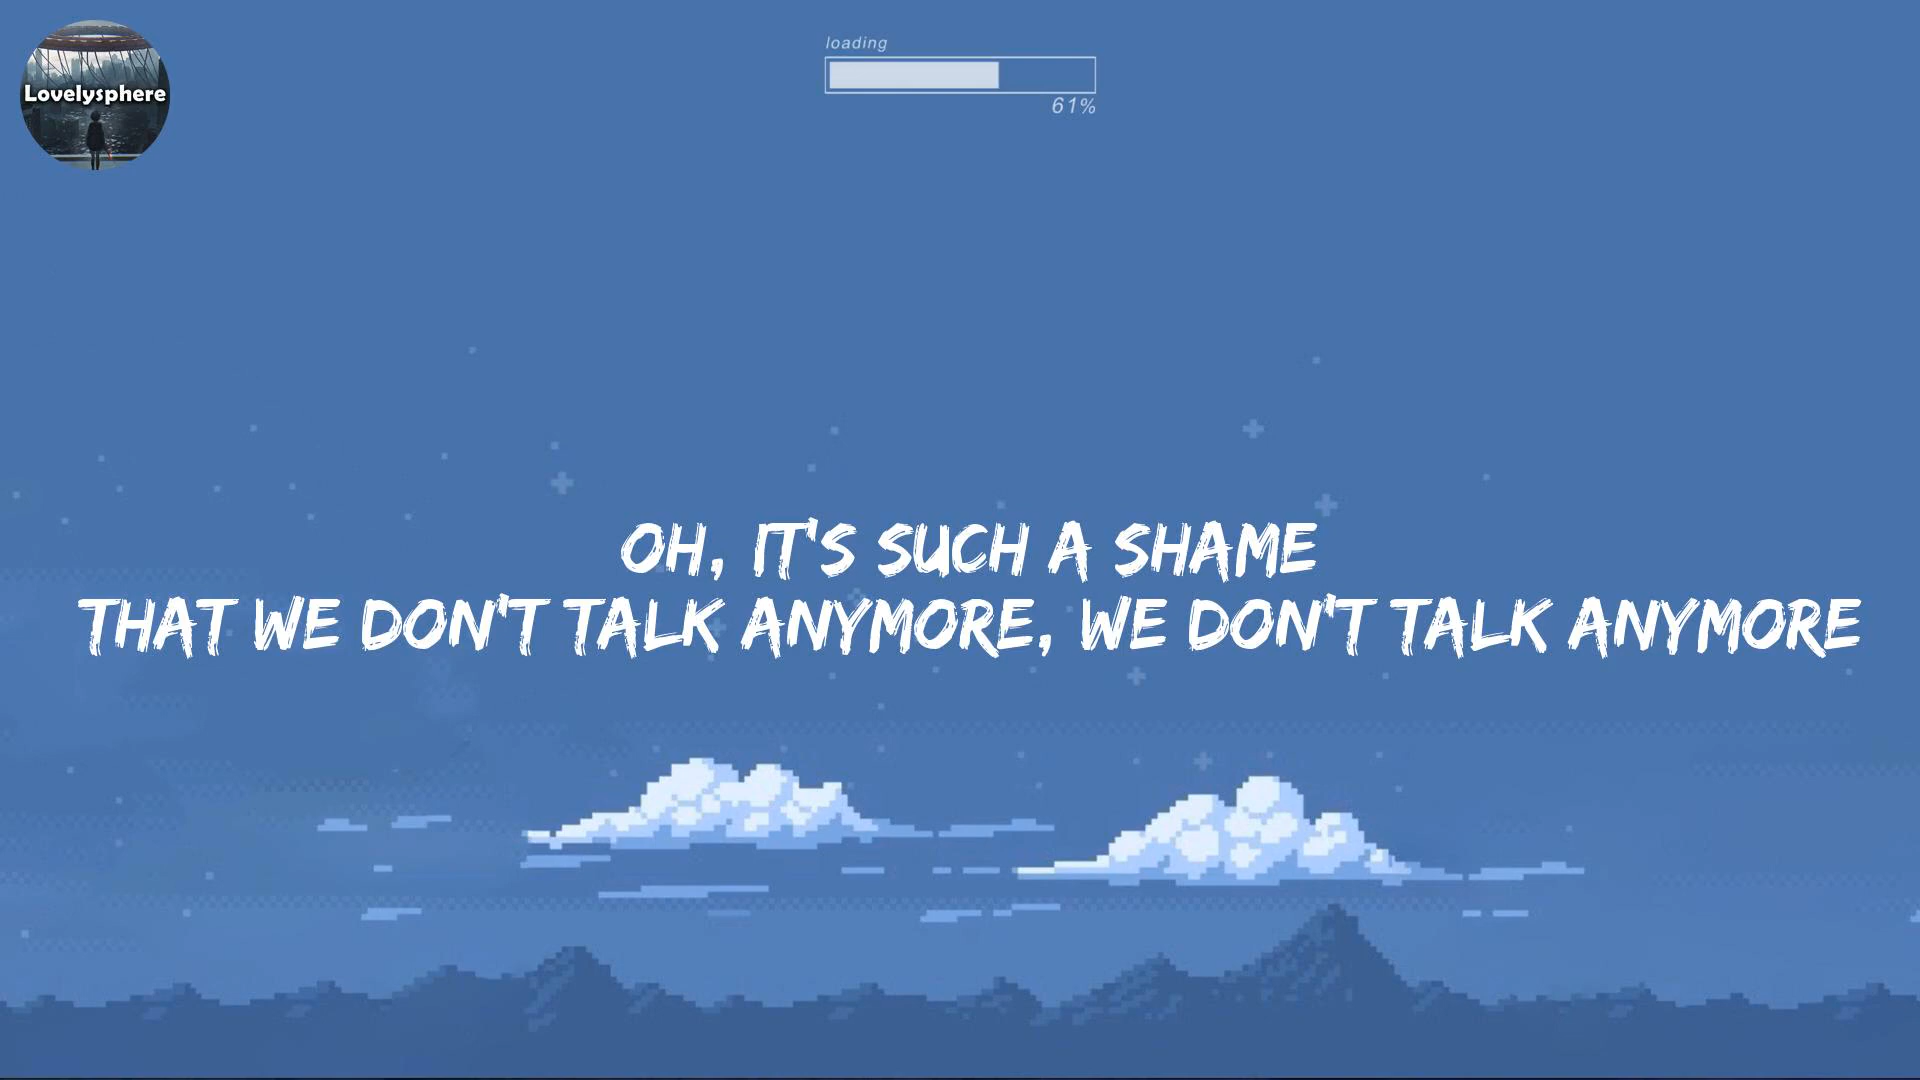 Lovelysphere
loading
61%
OH, IT'S SUCH A SHAME
THAT WE DON'T TALK ANYMORE, WE DON'T TALK ANYMORE